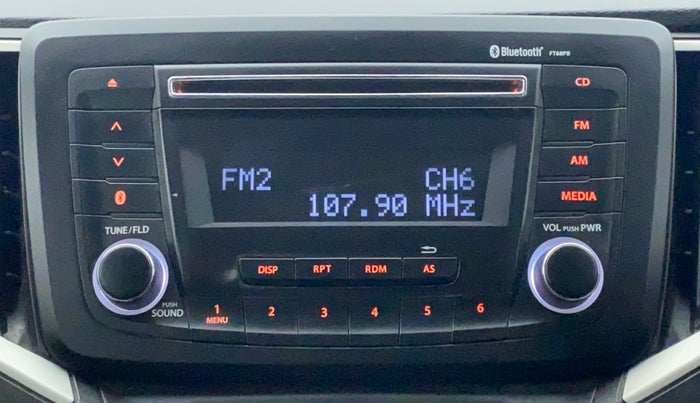 Bluetooth® FT68PB
CD
FM
FM2 CH6
AM
107.90 MHz
MEDIA
TUNE/FLD
VOL PUSH PWR
DISP RPT RDM AS
PUSH
SOUND
1 2 3 4 5 6
MENU